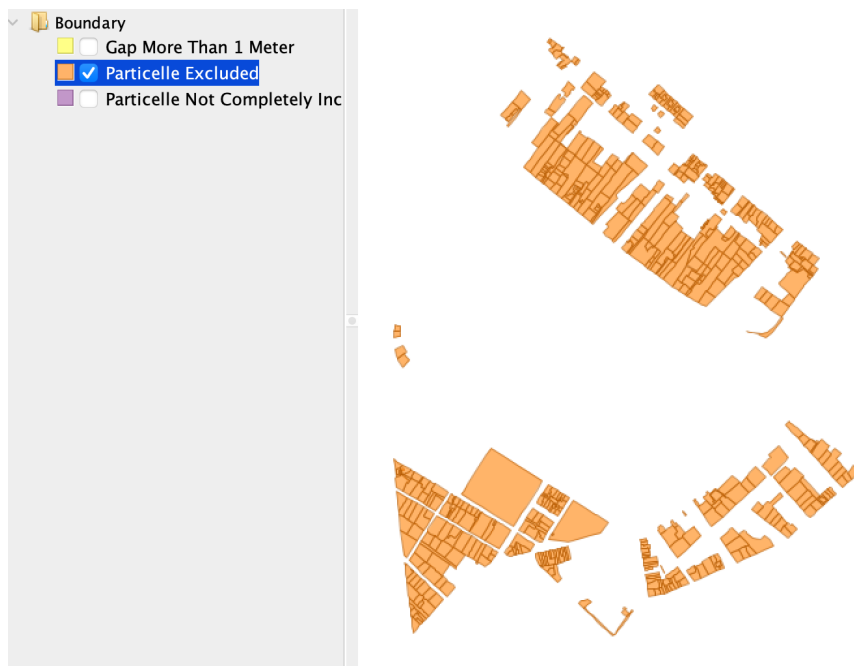 Boundary
Gap More Than 1 Meter
Particelle Excluded
Particelle Not Completely Inc